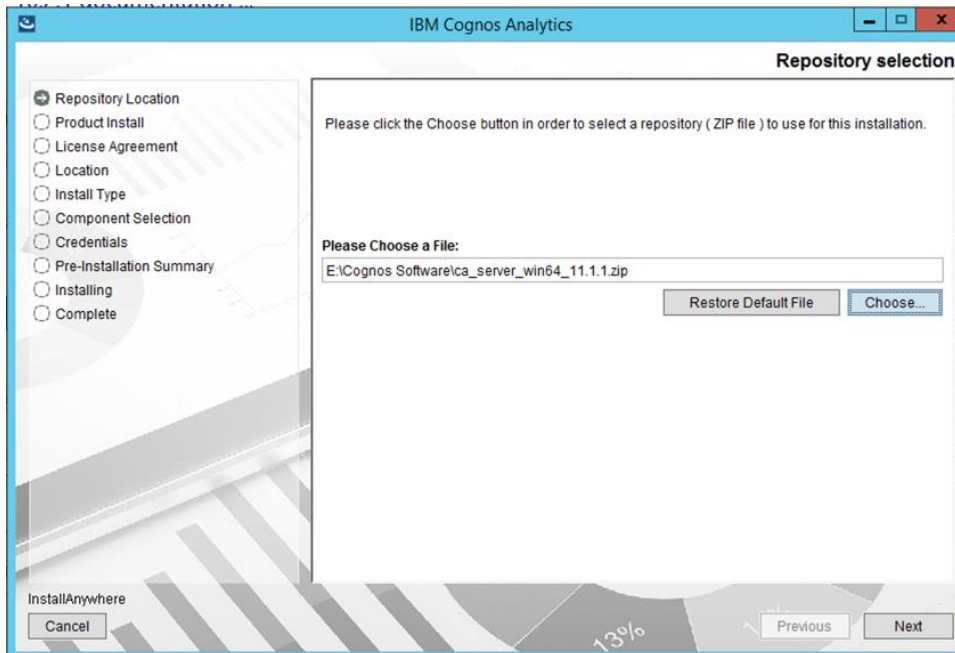 IBM Cognos Analytics
Repository selection
Repository Location
Product Install
License Agreement
Location
Install Type
Component Selection
Credentials
Pre-Installation Summary
Installing
Complete
Please click the Choose button in order to select a repository ( ZIP file ) to use for this installation.
Please Choose a File:
E:\Cognos Software\ca_server_win64_11.1.1.zip
Restore Default File
Choose...
InstallAnywhere
Cancel
13%
Previous
Next